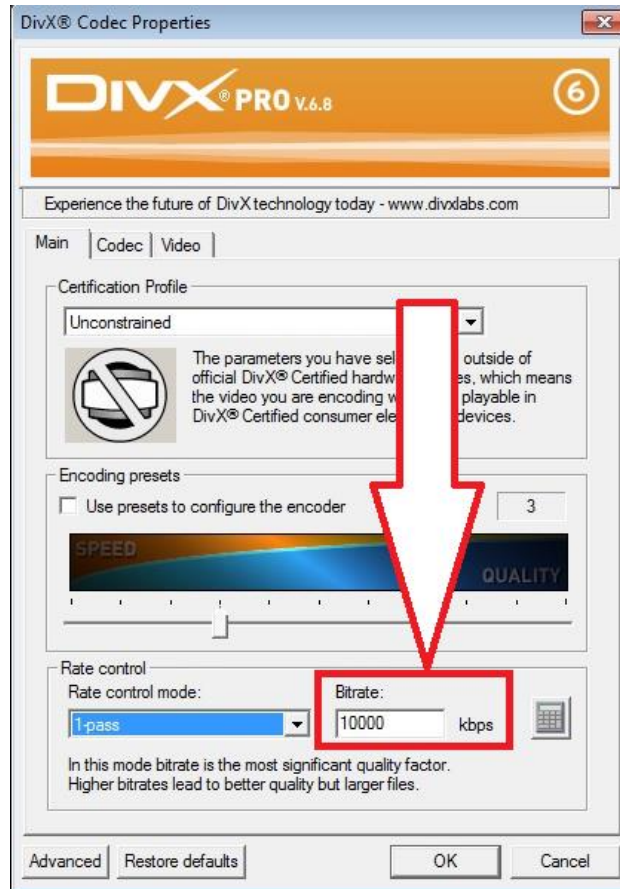 DivX® Codec Properties
DIVX® PRO V.6.8
6
Experience the future of DivX technology today - www.divxlabs.com
Main Codec Video
Certification Profile
Unconstrained
The parameters you have sel outside of
official DivX® Certified hardw es, which means
the video you are encoding w playable in
DivX® Certified consumer ele devices.
Encoding presets
Use presets to configure the encoder
3
SPEED
QUALITY
Rate control
Rate control mode:
Bitrate:
1-pass
10000 kbps
In this mode bitrate is the most significant quality factor.
Higher bitrates lead to better quality but larger files.
Advanced Restore defaults OK Cancel